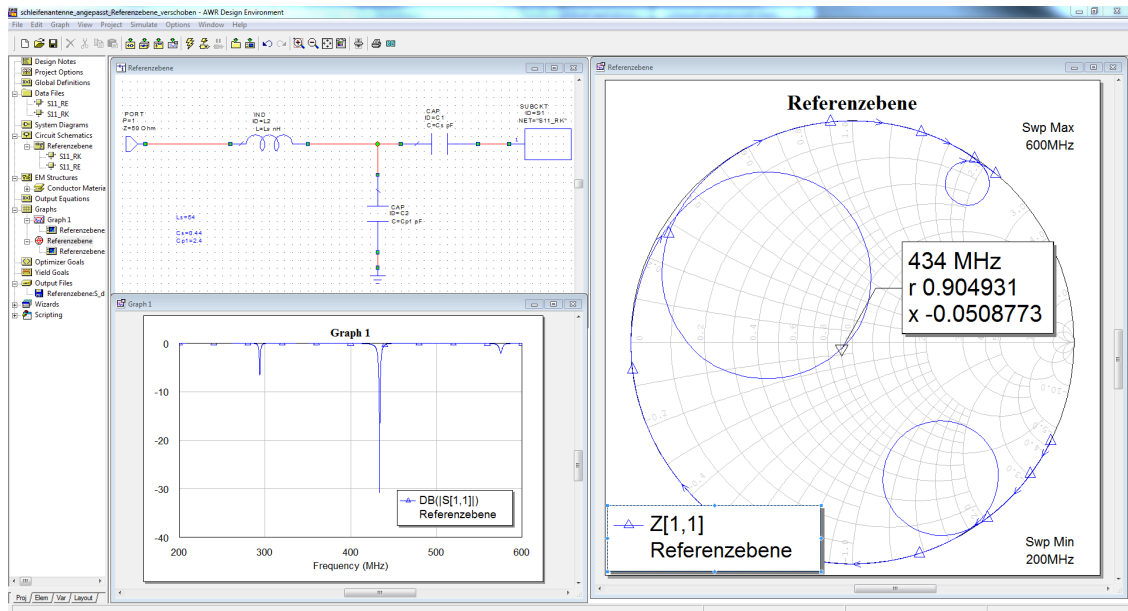 schleifenantenne_angepasst_Referenzebene_verschoben - AWR Design Environment
File Edit Graph View Project Simulate Options Window Help
Design Notes
Project Options
Global Definitions
Data Files
S11_RE
S11_RK
System Diagrams
Circuit Schematics
Referenzebene
S11_RK
S11_RE
EM Structures
Conductor Materia
Output Equations
Graphs
Graph 1
Referenzebene
Referenzebene
Referenzebene
Optimizer Goals
Yield Goals
Output Files
Referenzebene:S_d
Wizards
Scripting
Proj Elem Var Layout
Referenzebene
PORT
P=1
Z=50 Ohm
IND
ID=L2
L=Ls nH
CAP
ID=C1
C=Cs pF
SUBCKT
ID=S1
NET="S11_RK"
1
CAP
ID=C2
C=Cp1 pF
Ls=54
Cs=0.44
Cp1=2.4
Graph 1
Graph 1
0
-10
-20
-30
-40
200 300 400 500 600
Frequency (MHz)
DB(|S[1,1]|)
Referenzebene
Referenzebene
Referenzebene
Swp Max
600MHz
434 MHz
r 0.904931
x -0.0508773
Z[1,1]
Referenzebene
Swp Min
200MHz